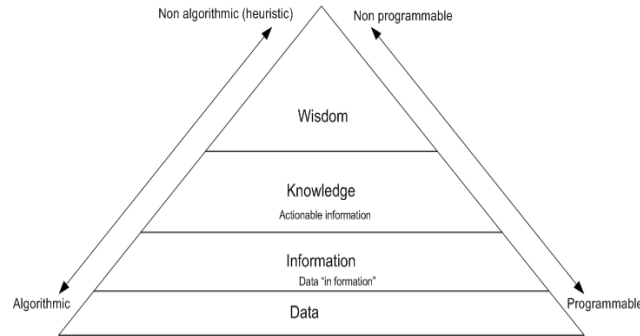 Non algorithmic (heuristic)
Non programmable
Wisdom
Knowledge
Actionable information
Information
Data "in formation"
Algorithmic
Data
Programmable